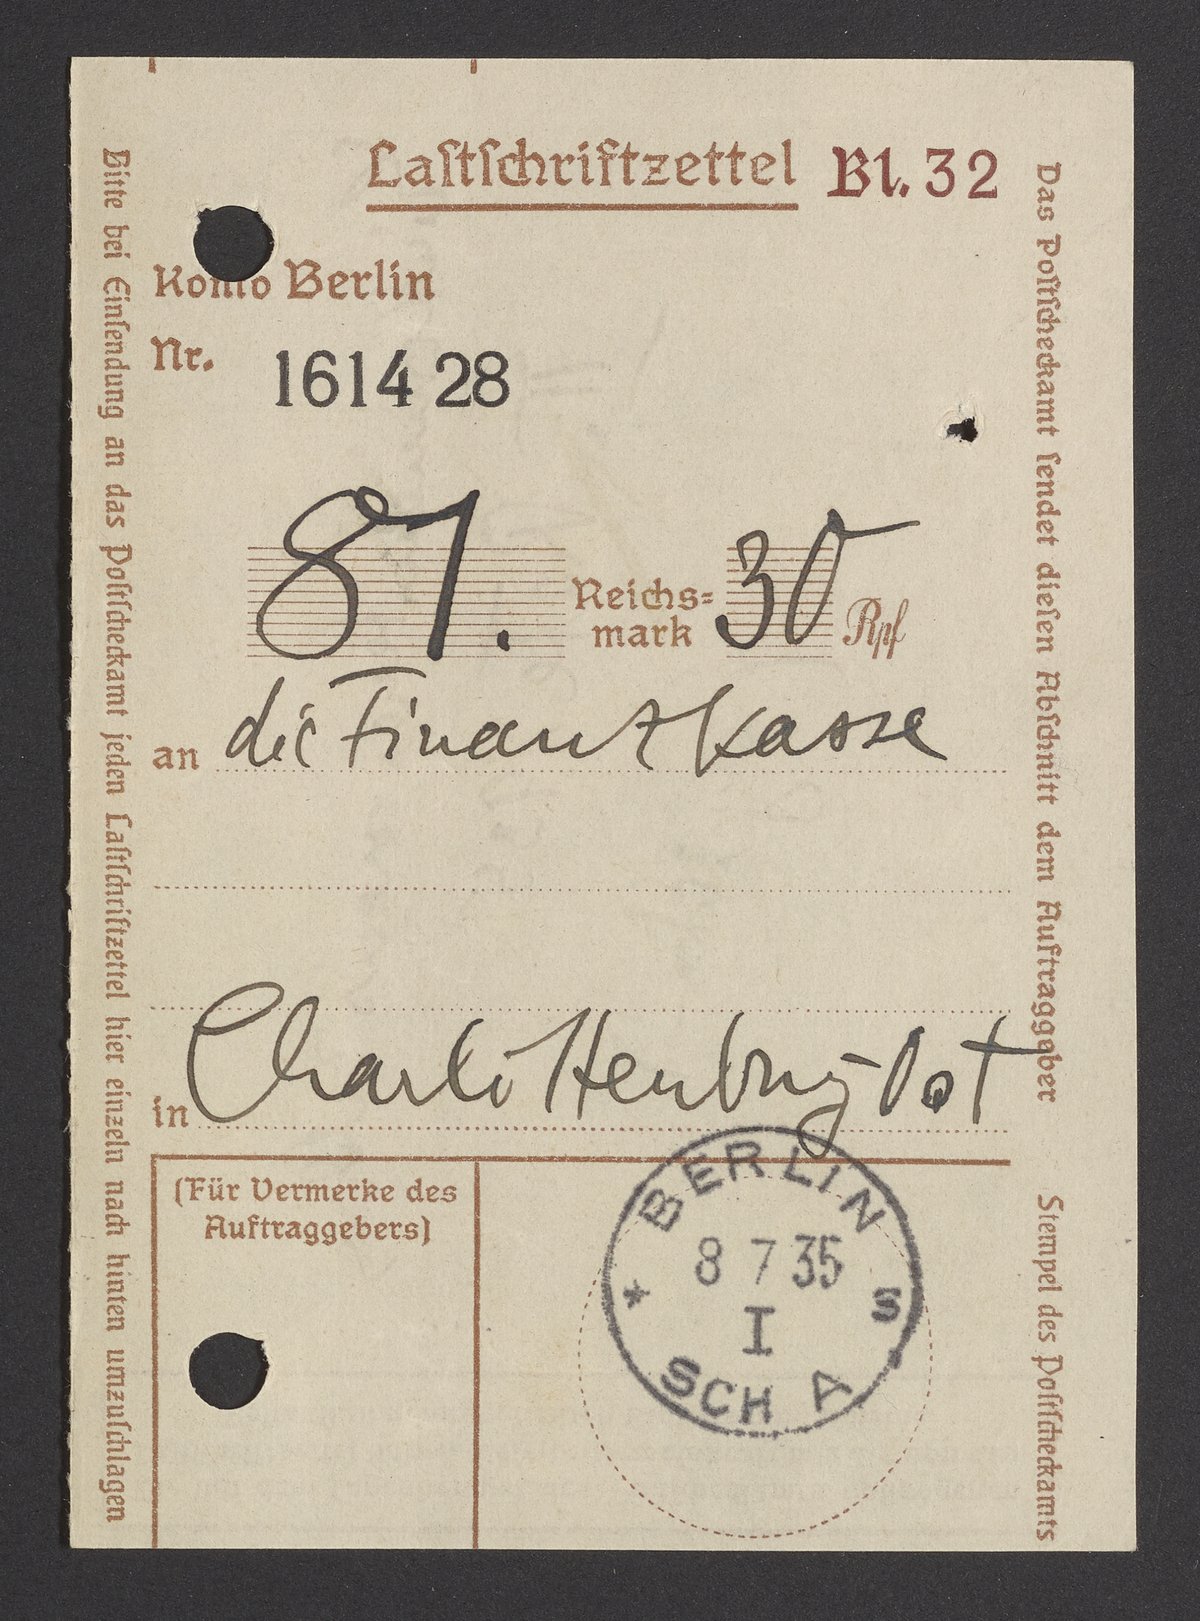 Laſtſchriftzettel Bl. 32
Konto Berlin
Nr. 1614 28
87. Reichs=
mark 30 Rpf
an die Finanzkasse
in Charlottenburg-Ost
(Für Vermerke des
Auftraggebers)
BERLIN
8 7 35
* I S
SCH A
Bitte bei Einſendung an das Poſtſcheckamt jeden Laſtſchriftzettel hier einzeln nach hinten umzuſchlagen
Das Poſtſcheckamt ſendet dieſen Abſchnitt dem Auftraggeber
Stempel des Poſtſcheckamts